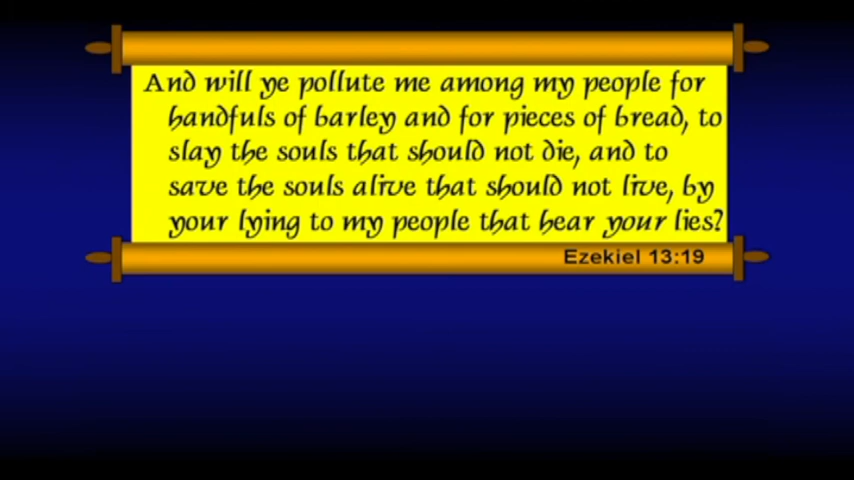 And will ye pollute me among my people for
handfuls of barley and for pieces of bread, to
slay the souls that should not die, and to
save the souls alive that should not live, by
your lying to my people that hear your lies?
Ezekiel 13:19